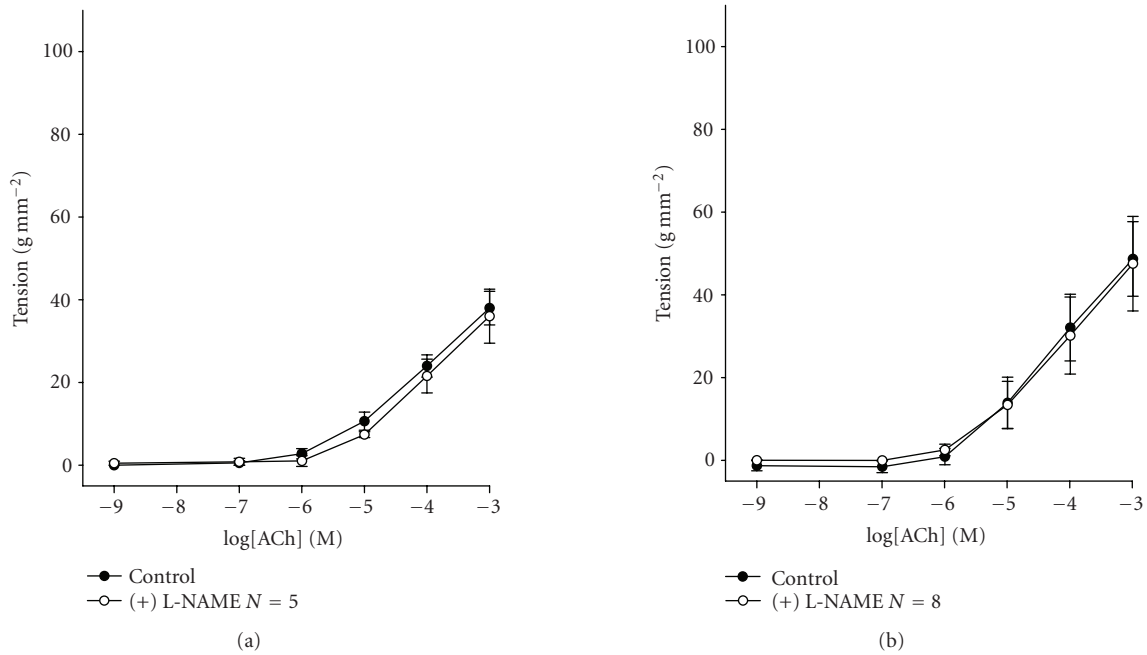 100
80
60
40
20
0
Tension (g mm−2)
−9 −8 −7 −6 −5 −4 −3
log[ACh] (M)
Control
(+) L-NAME N = 5
(a)
100
80
60
40
20
0
Tension (g mm−2)
−9 −8 −7 −6 −5 −4 −3
log[ACh] (M)
Control
(+) L-NAME N = 8
(b)